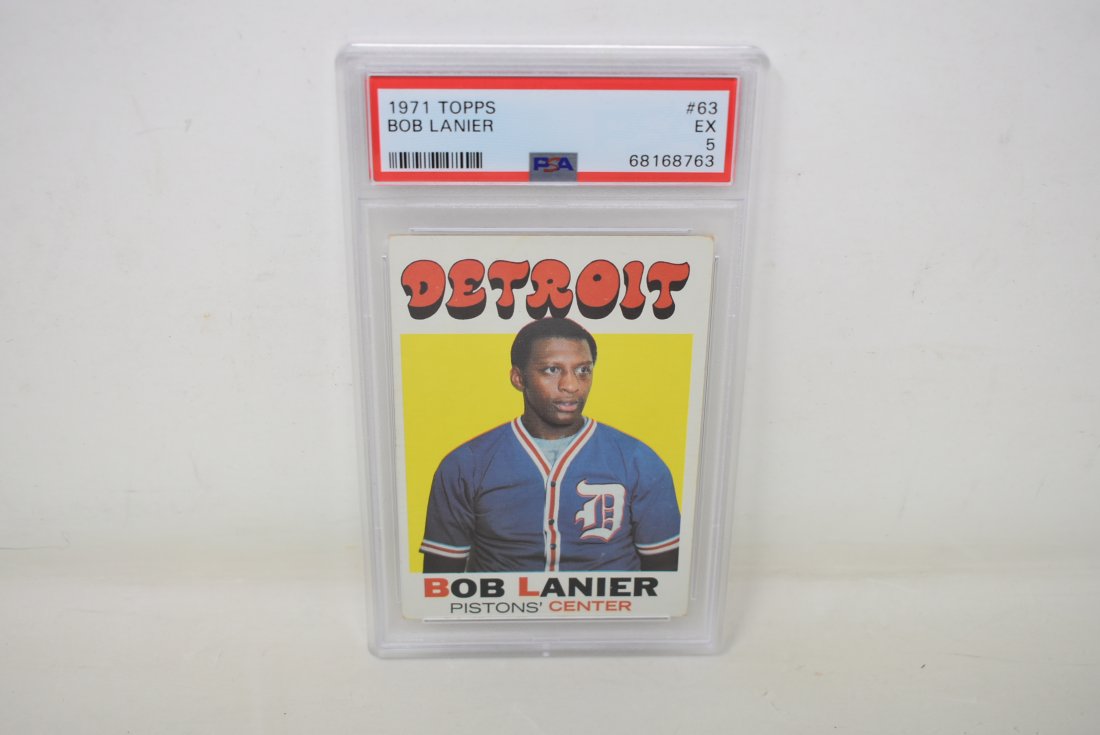 1971 TOPPS #63
BOB LANIER EX
5
PSA 68168763
DETROIT
D
BOB LANIER
PISTONS' CENTER